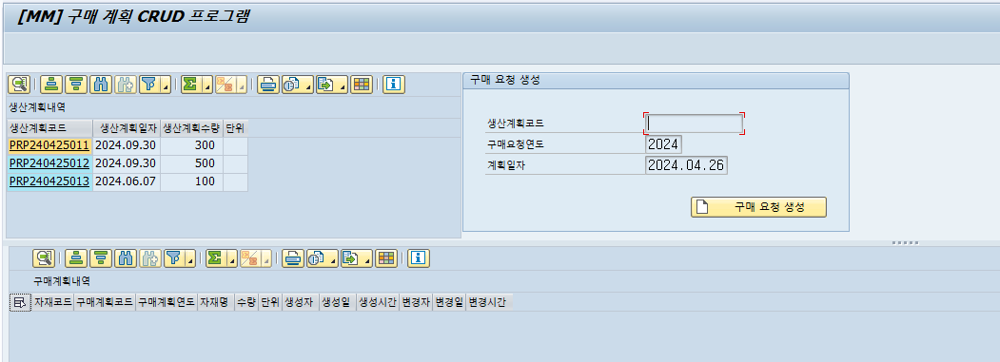 [MM] 구매 계획 CRUD 프로그램
생산계획내역
생산계획코드 생산계획일자 생산계획수량 단위
PRP240425011 2024.09.30 300
PRP240425012 2024.09.30 500
PRP240425013 2024.06.07 100
구매 요청 생성
생산계획코드
구매요청연도 2024
계획일자 2024.04.26
구매 요청 생성
구매계획내역
자재코드 구매계획코드 구매계획연도 자재명 수량 단위 생성자 생성일 생성시간 변경자 변경일 변경시간